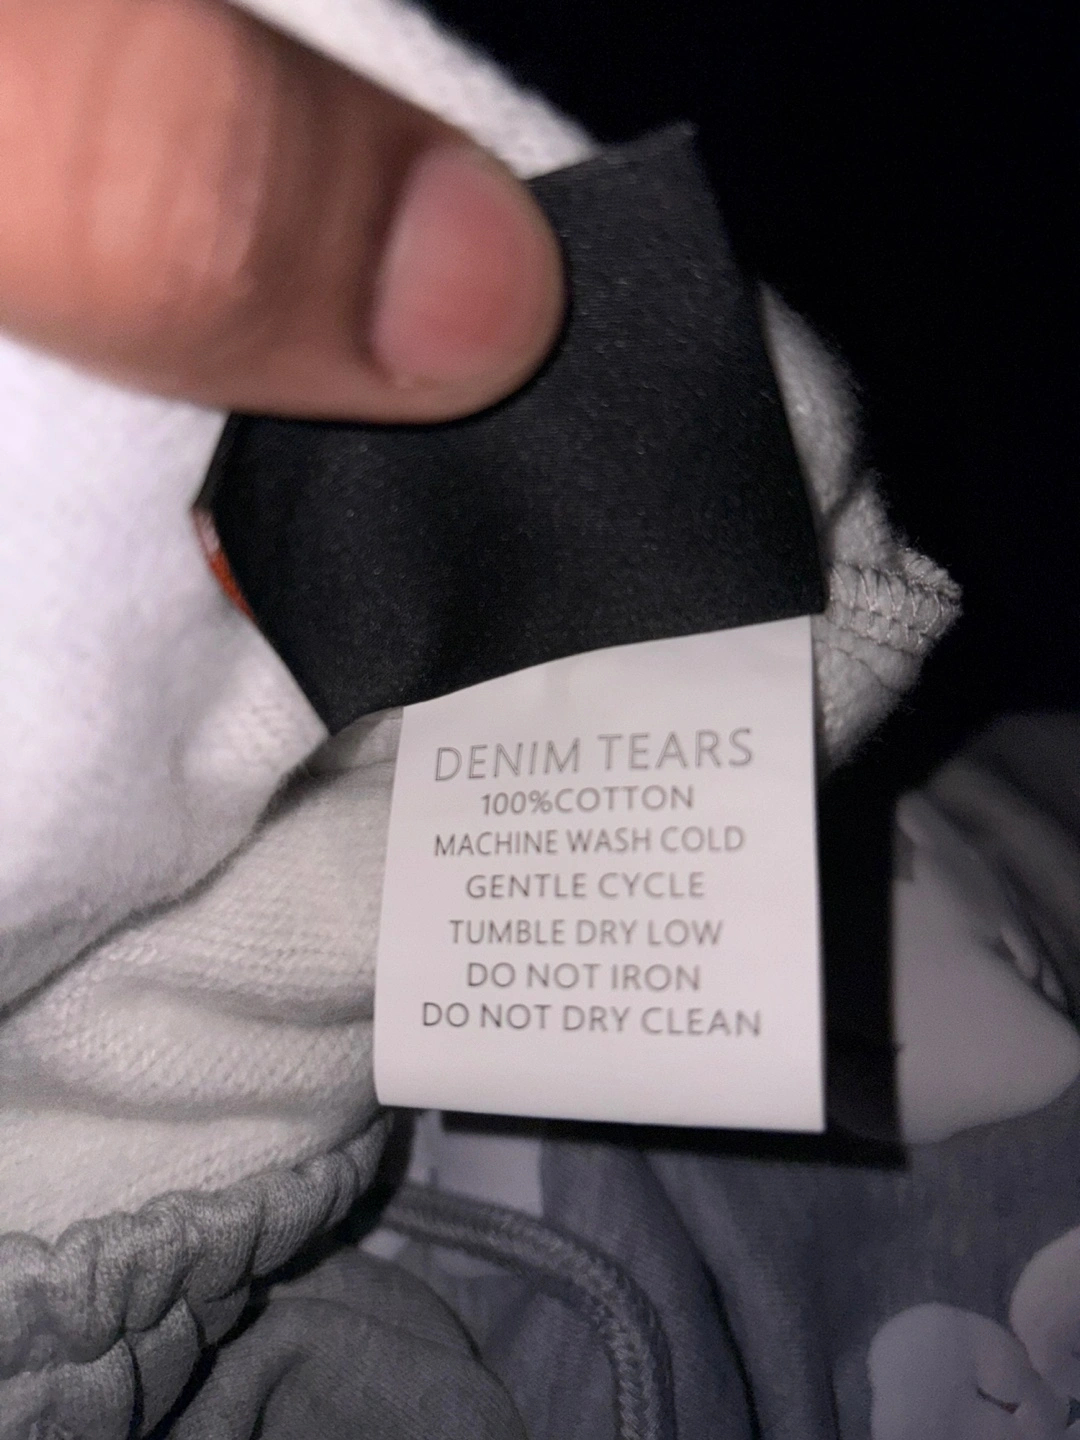 DENIM TEARS
100%COTTON
MACHINE WASH COLD
GENTLE CYCLE
TUMBLE DRY LOW
DO NOT IRON
DO NOT DRY CLEAN